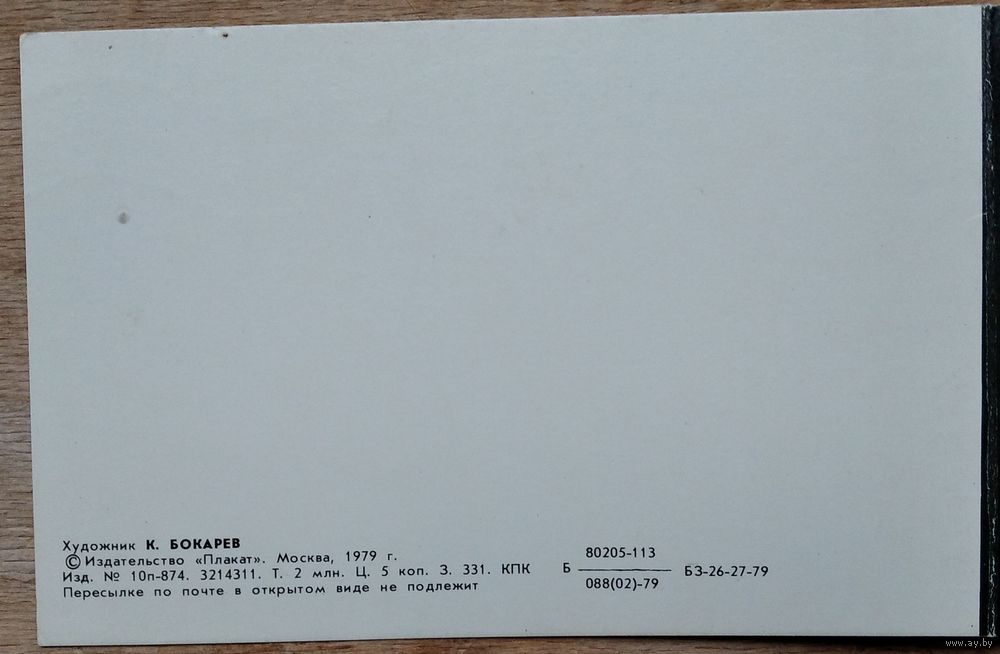 Художник К. БОКАРЕВ
© Издательство «Плакат». Москва, 1979 г.
Изд. № 10п-874. 3214311. Т. 2 млн. Ц. 5 коп. З. 331. КПК
Пересылке по почте в открытом виде не подлежит
80205-113
Б БЗ-26-27-79
088(02)-79
www.ay.by